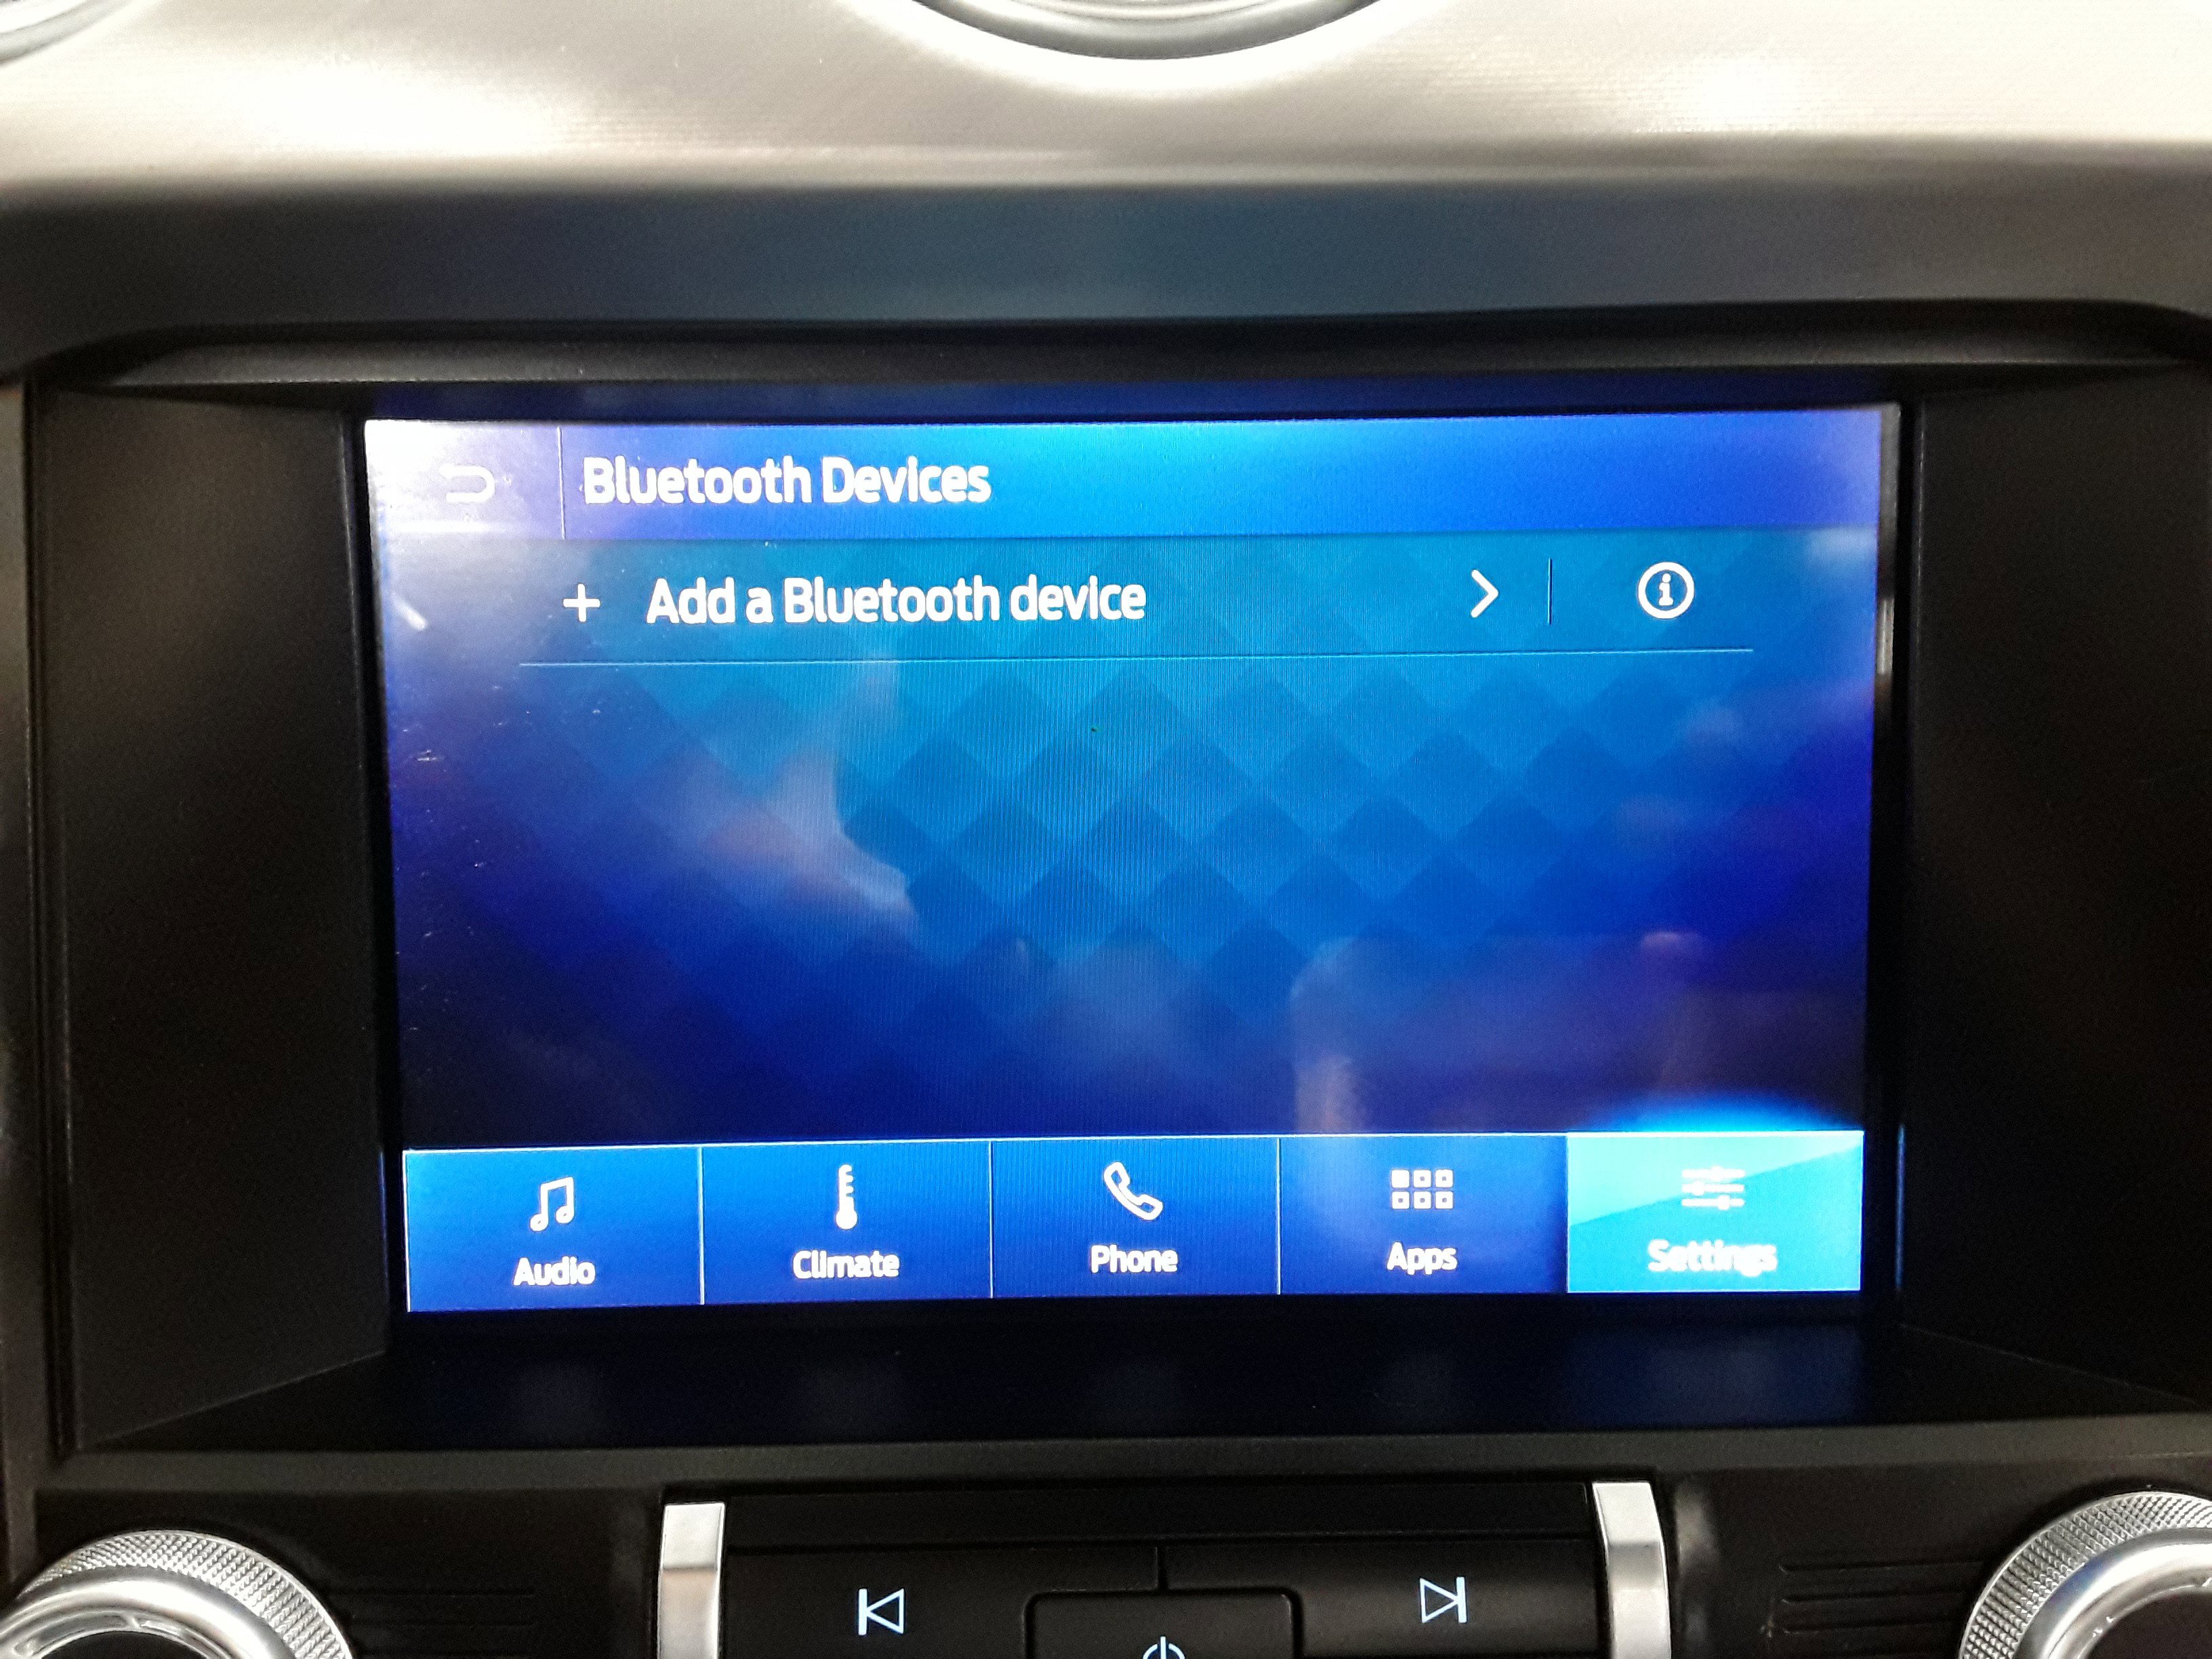 Bluetooth Devices
+ Add a Bluetooth device
Audio
Climate
Phone
Apps
Settings